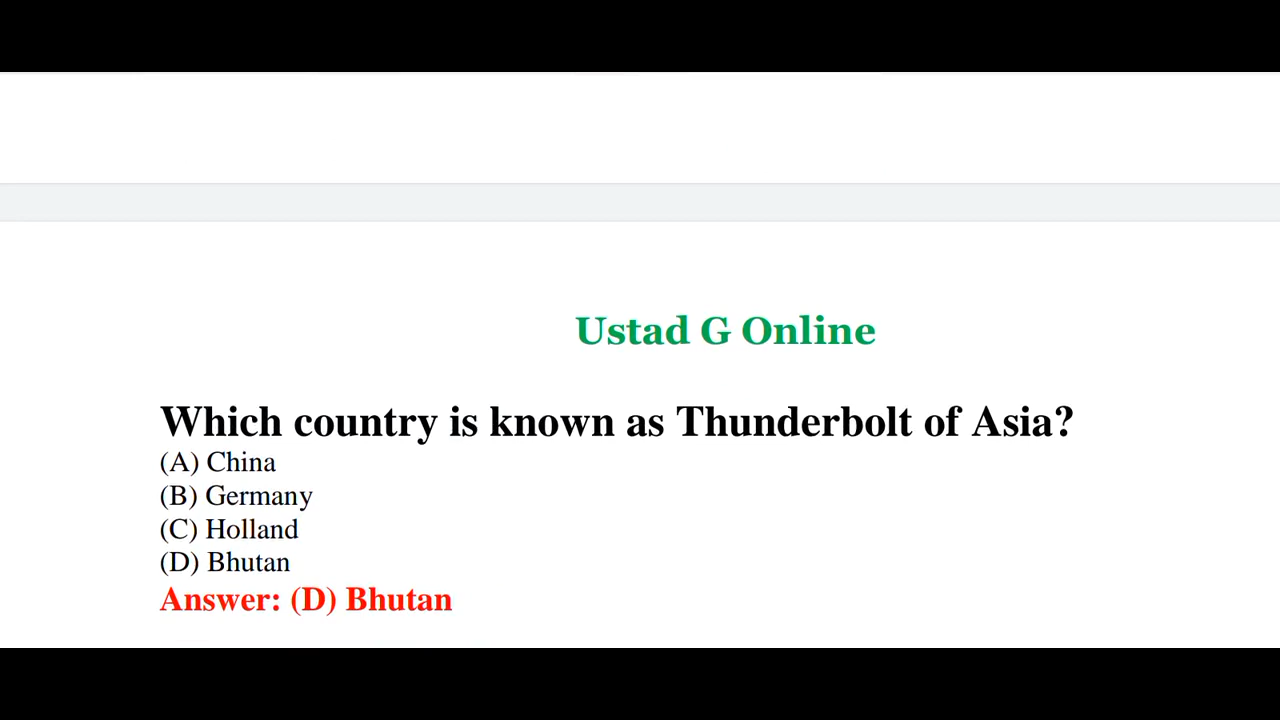 Ustad G Online
Which country is known as Thunderbolt of Asia?
(A) China
(B) Germany
(C) Holland
(D) Bhutan
Answer: (D) Bhutan